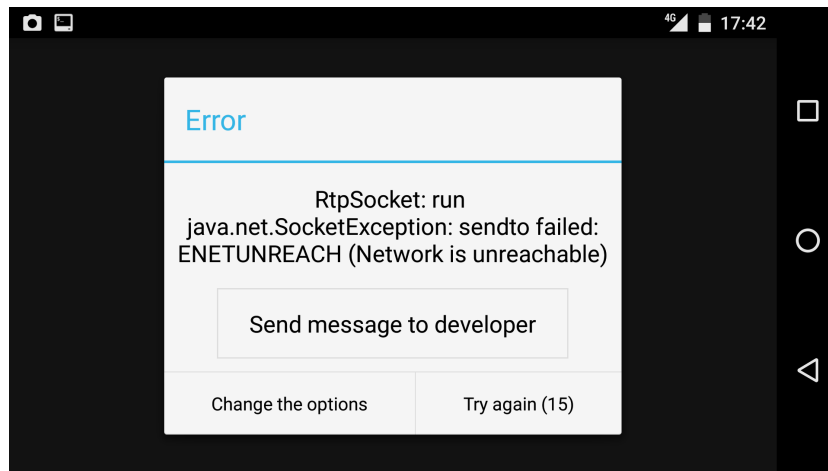 4G 17:42
Error
RtpSocket: run
java.net.SocketException: sendto failed:
ENETUNREACH (Network is unreachable)
Send message to developer
Change the options Try again (15)